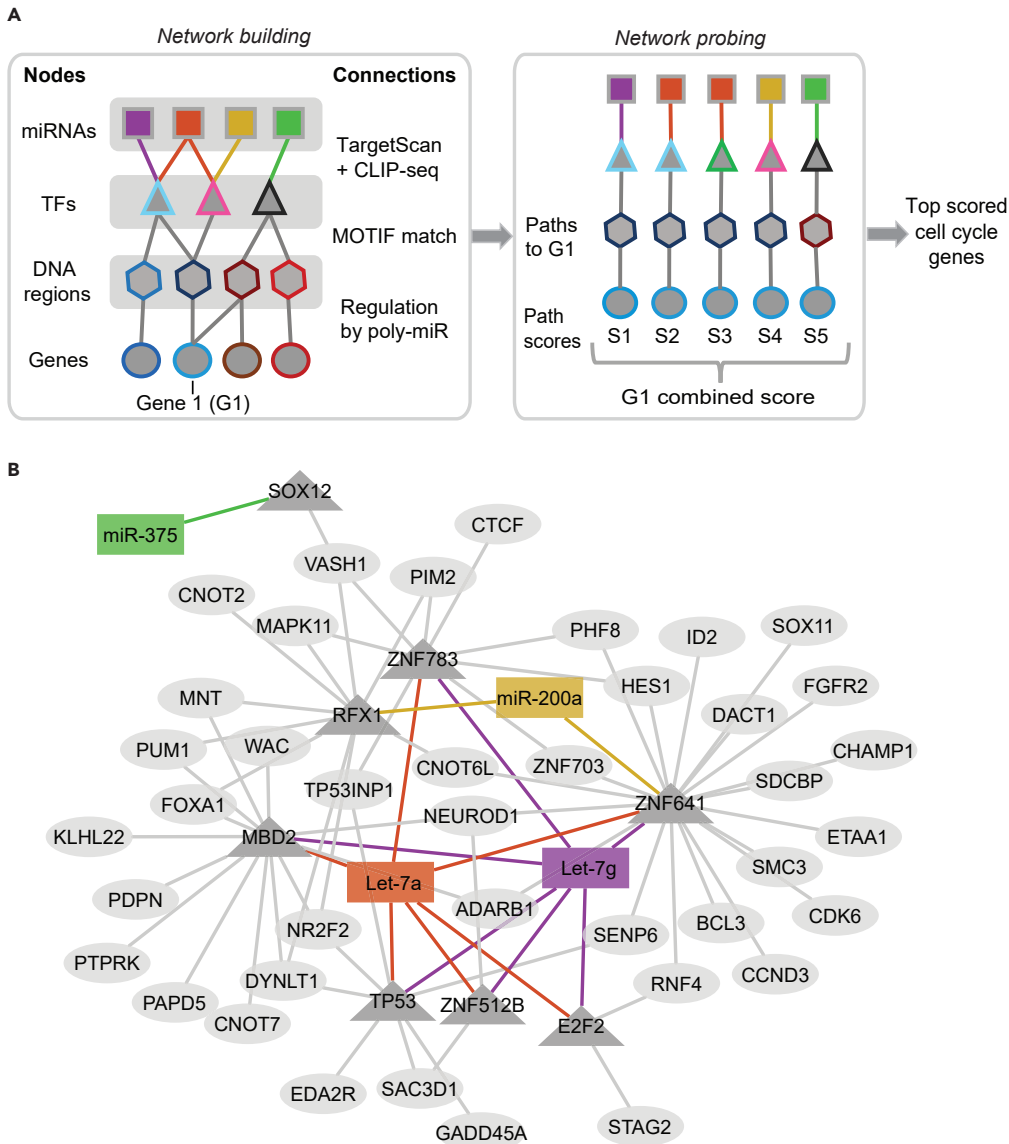 A
Network building
Network probing
Nodes
Connections
miRNAs
TargetScan
+ CLIP-seq
TFs
MOTIF match
DNA
regions
Regulation
by poly-miR
Genes
Gene 1 (G1)
Paths
to G1
Path
scores
S1 S2 S3 S4 S5
G1 combined score
Top scored
cell cycle
genes
B
SOX12
miR-375
CTCF
VASH1
PIM2
CNOT2
MAPK11
PHF8
ID2
SOX11
ZNF783
HES1
FGFR2
MNT
miR-200a
RFX1
DACT1
PUM1
WAC
CHAMP1
CNOT6L
ZNF703
SDCBP
TP53INP1
FOXA1
ZNF641
NEUROD1
KLHL22
MBD2
ETAA1
Let-7a
Let-7g
SMC3
PDPN
ADARB1
CDK6
NR2F2
SENP6
BCL3
PTPRK
CCND3
DYNLT1
RNF4
PAPD5
TP53
ZNF512B
CNOT7
E2F2
EDA2R
SAC3D1
STAG2
GADD45A